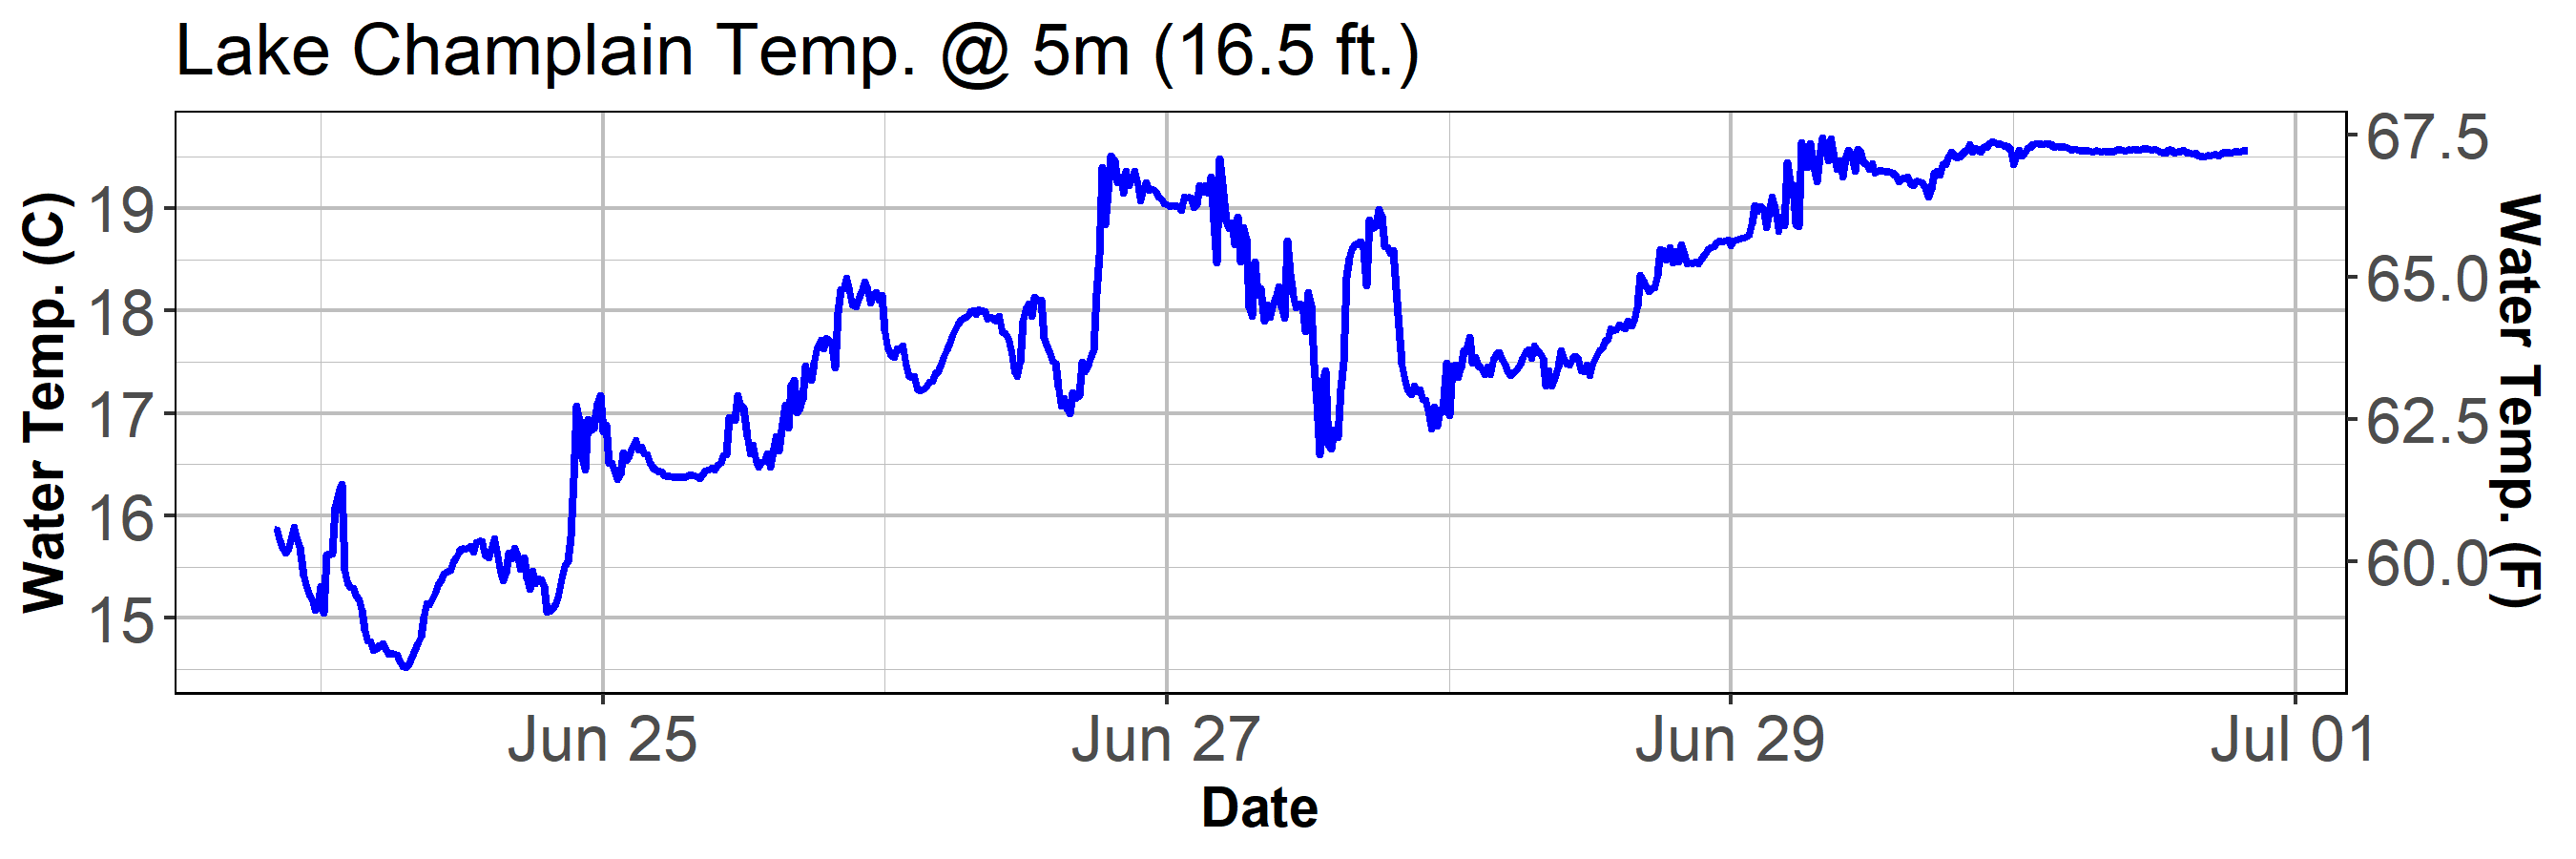 Lake Champlain Temp. @ 5m (16.5 ft.)
Water Temp. (C)
19
18
17
16
15
67.5
65.0
62.5
60.0
Water Temp. (F)
Jun 25
Jun 27
Jun 29
Jul 01
Date